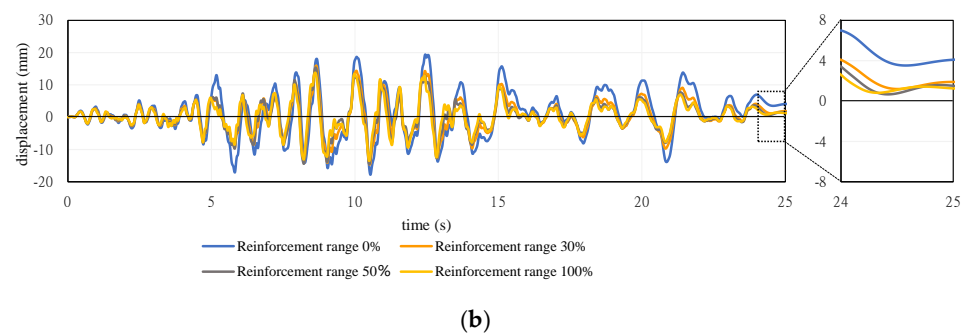 30
20
10
0
-10
-20
displacement (mm)
0
5
10
15
20
25
time (s)
8
4
0
-4
-8
24
25
Reinforcement range 0%
Reinforcement range 30%
Reinforcement range 50%
Reinforcement range 100%
(b)